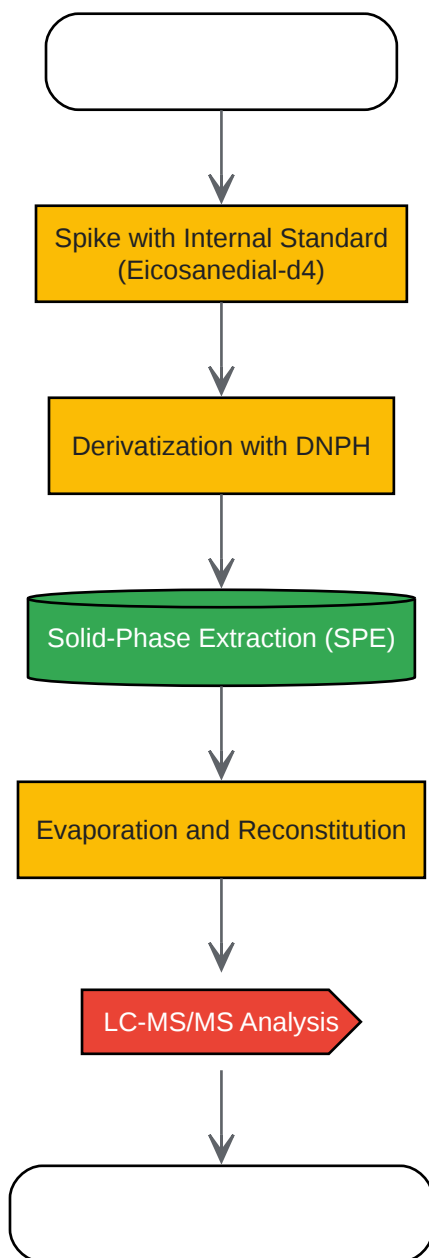 Spike with Internal Standard
(Eicosanedial-d4)
Derivatization with DNPH
Solid-Phase Extraction (SPE)
Evaporation and Reconstitution
LC-MS/MS Analysis